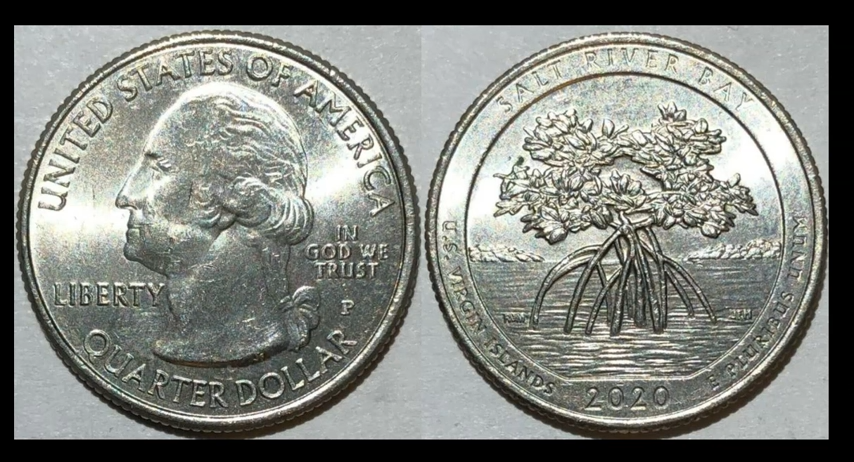 UNITED STATES OF AMERICA
IN
GOD WE
TRUST
LIBERTY
P
QUARTER DOLLAR
SALT RIVER BAY
U.S. VIRGIN ISLANDS
2020
E PLURIBUS UNUM